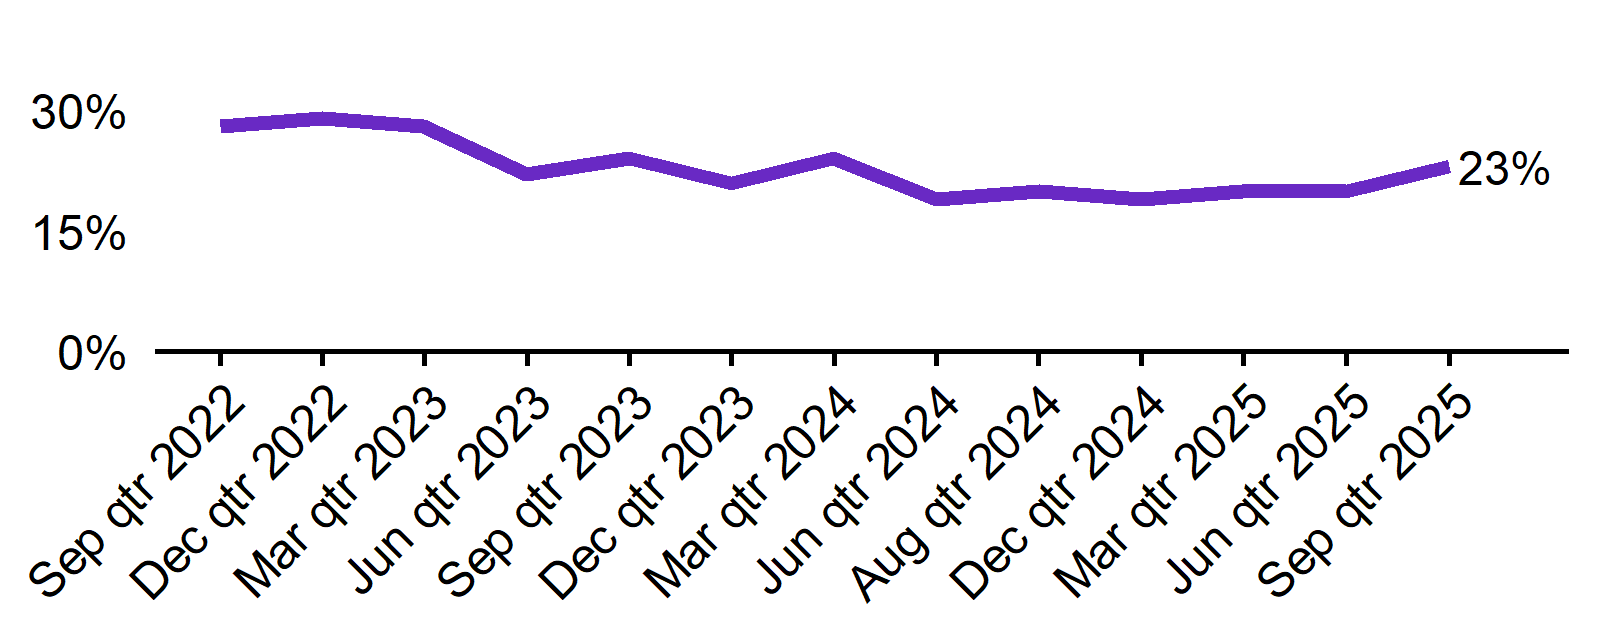 30%
15%
0%
23%
Sep qtr 2022
Dec qtr 2022
Mar qtr 2023
Jun qtr 2023
Sep qtr 2023
Dec qtr 2023
Mar qtr 2024
Jun qtr 2024
Aug qtr 2024
Dec qtr 2024
Mar qtr 2025
Jun qtr 2025
Sep qtr 2025